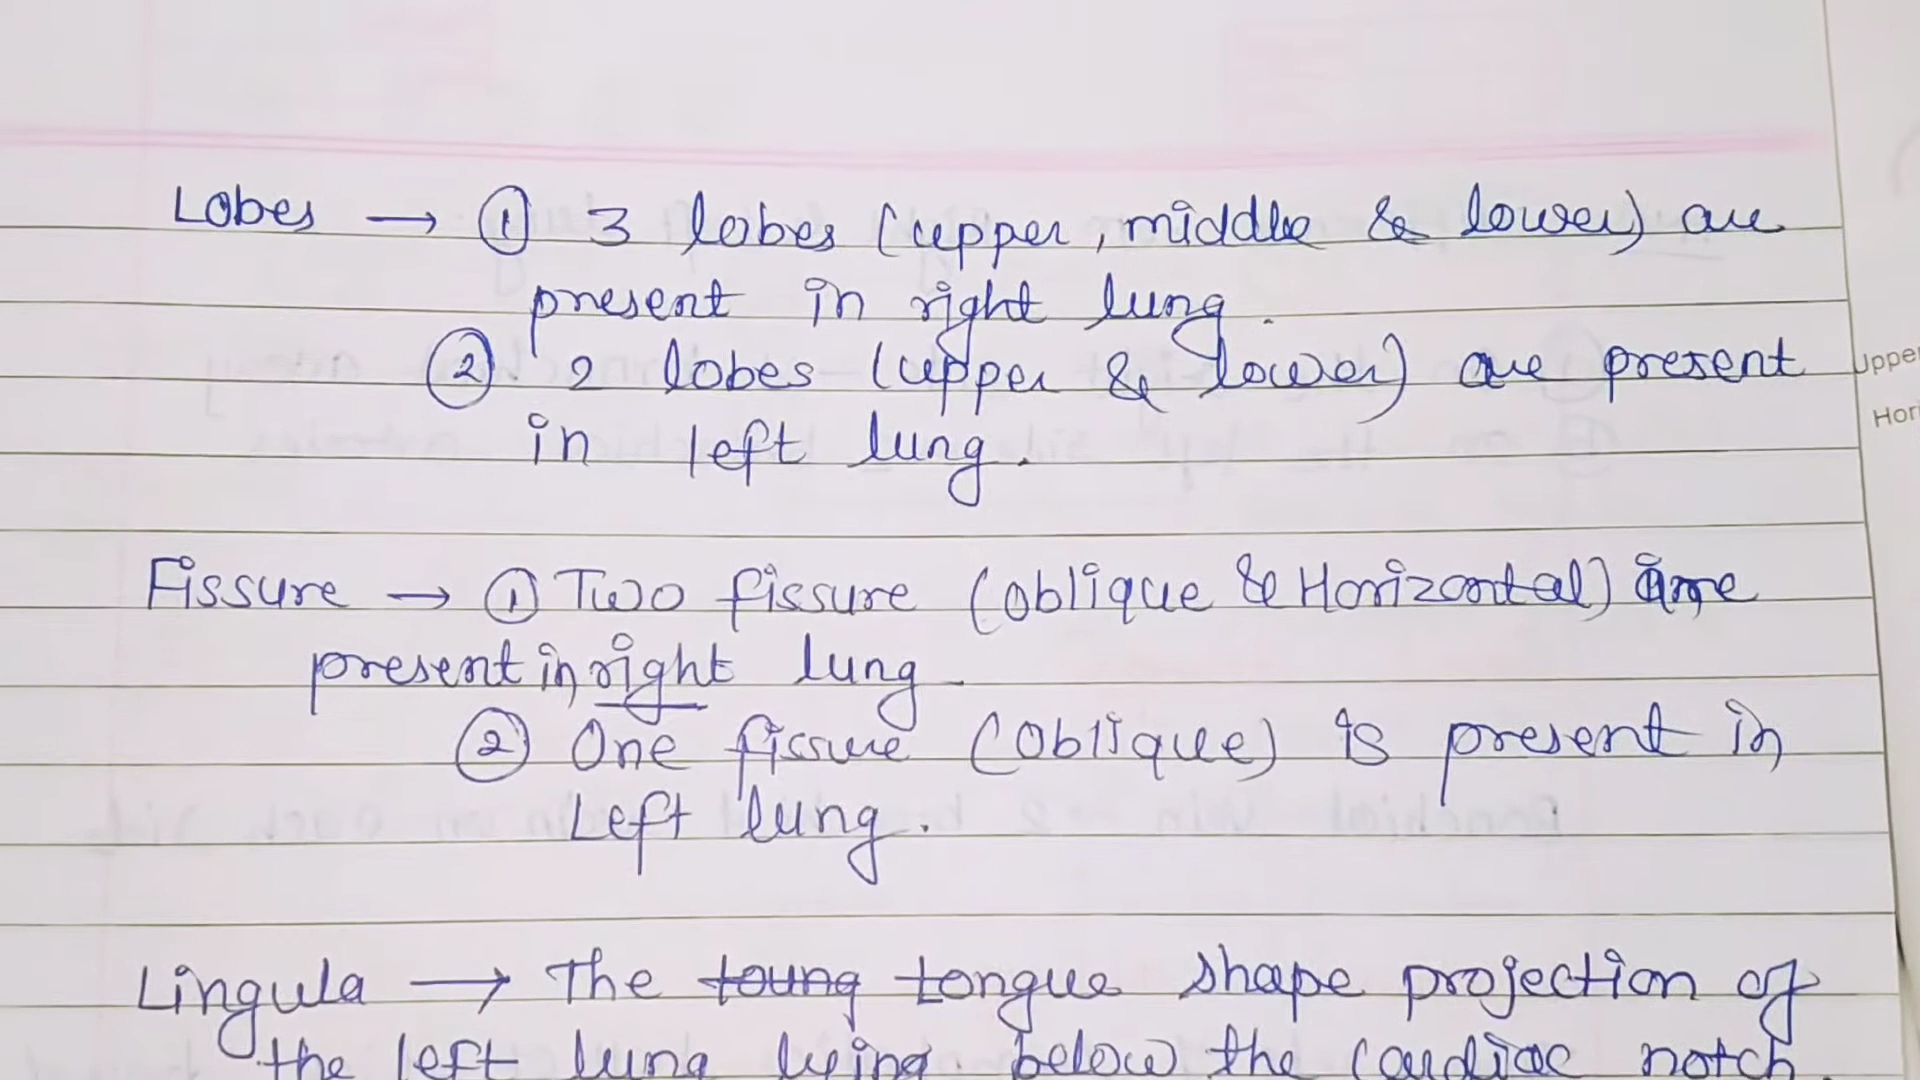 Lobes → ① 3 lobes (upper, middle & lower) are
present in right lung.
② 2 lobes (upper & lower) are present
in left lung.
Fissure → ① Two fissure (oblique & Horizontal) are
present in right lung.
② One fissure (oblique) is present in
Left lung.
Lingula → The toung tongue shape projection of
the left lung lying below the Cardiac notch.
Upper
Hori